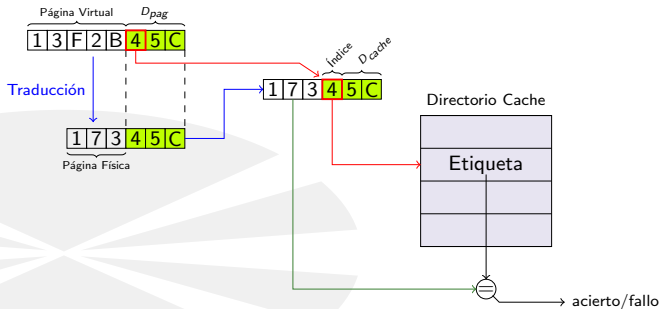 Página Virtual D_pag
1 3 F 2 B 4 5 C
Índice D_cache
Traducción
1 7 3 4 5 C
Directorio Cache
1 7 3 4 5 C
Página Física
Etiqueta
=
acierto/fallo